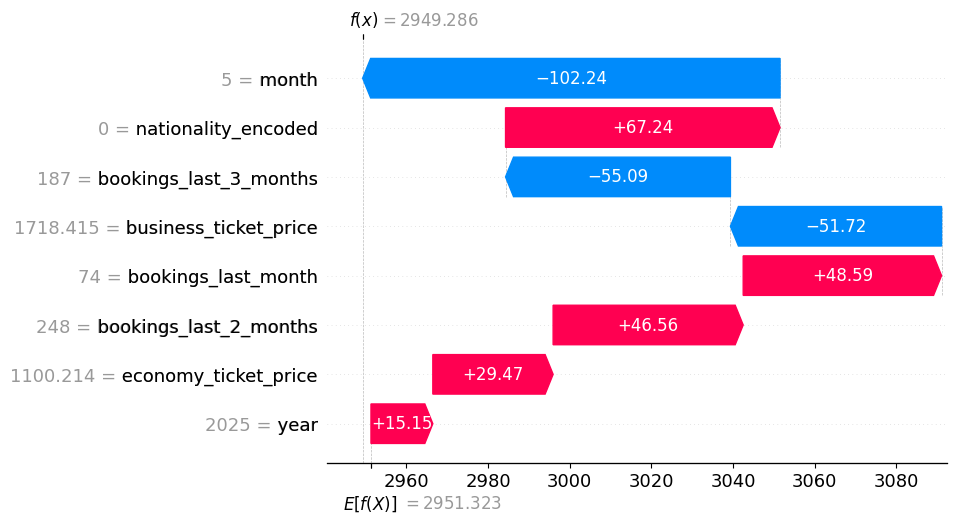 f(x) = 2949.286
5 = month
−102.24
0 = nationality_encoded
+67.24
187 = bookings_last_3_months
−55.09
1718.415 = business_ticket_price
−51.72
74 = bookings_last_month
+48.59
248 = bookings_last_2_months
+46.56
1100.214 = economy_ticket_price
+29.47
2025 = year
+15.15
2960 2980 3000 3020 3040 3060 3080
E[f(X)] = 2951.323